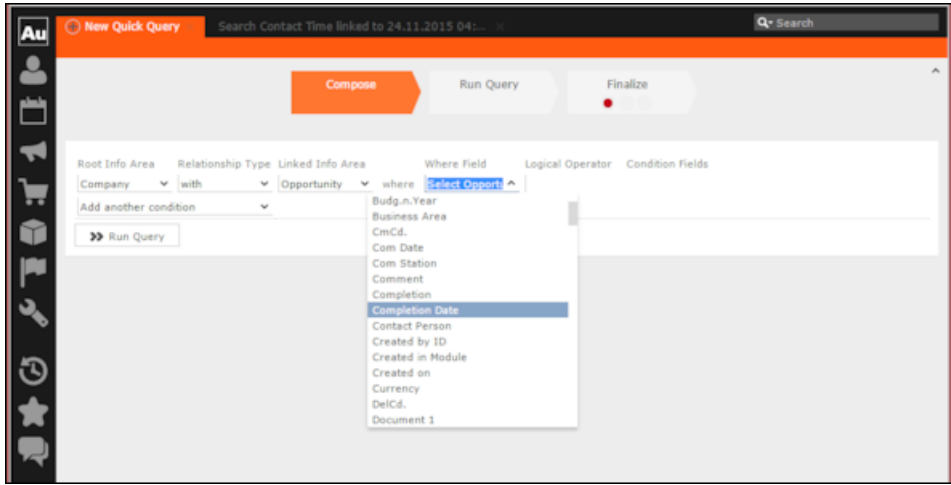 Au
New Quick Query
Search Contact Time linked to 24.11.2015 04:...
Search
Compose
Run Query
Finalize
Root Info Area Relationship Type Linked Info Area Where Field Logical Operator Condition Fields
Company with Opportunity where Select Opport
Add another condition
Run Query
Budg.n.Year
Business Area
CmCd.
Com Date
Com Station
Comment
Completion
Completion Date
Contact Person
Created by ID
Created in Module
Created on
Currency
DelCd.
Document 1